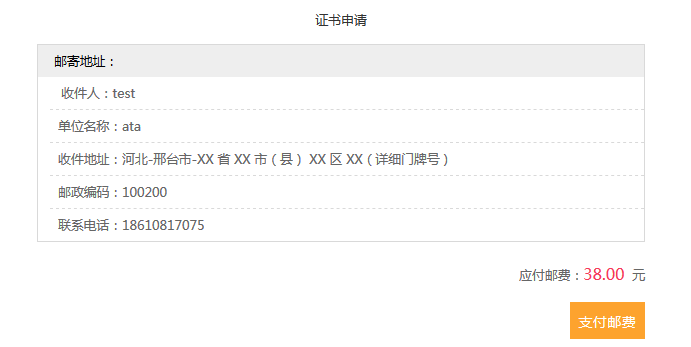 证书申请
邮寄地址：
收件人：test
单位名称：ata
收件地址：河北-邢台市-XX 省 XX 市（县） XX 区 XX（详细门牌号）
邮政编码：100200
联系电话：18610817075
应付邮费：38.00 元
支付邮费